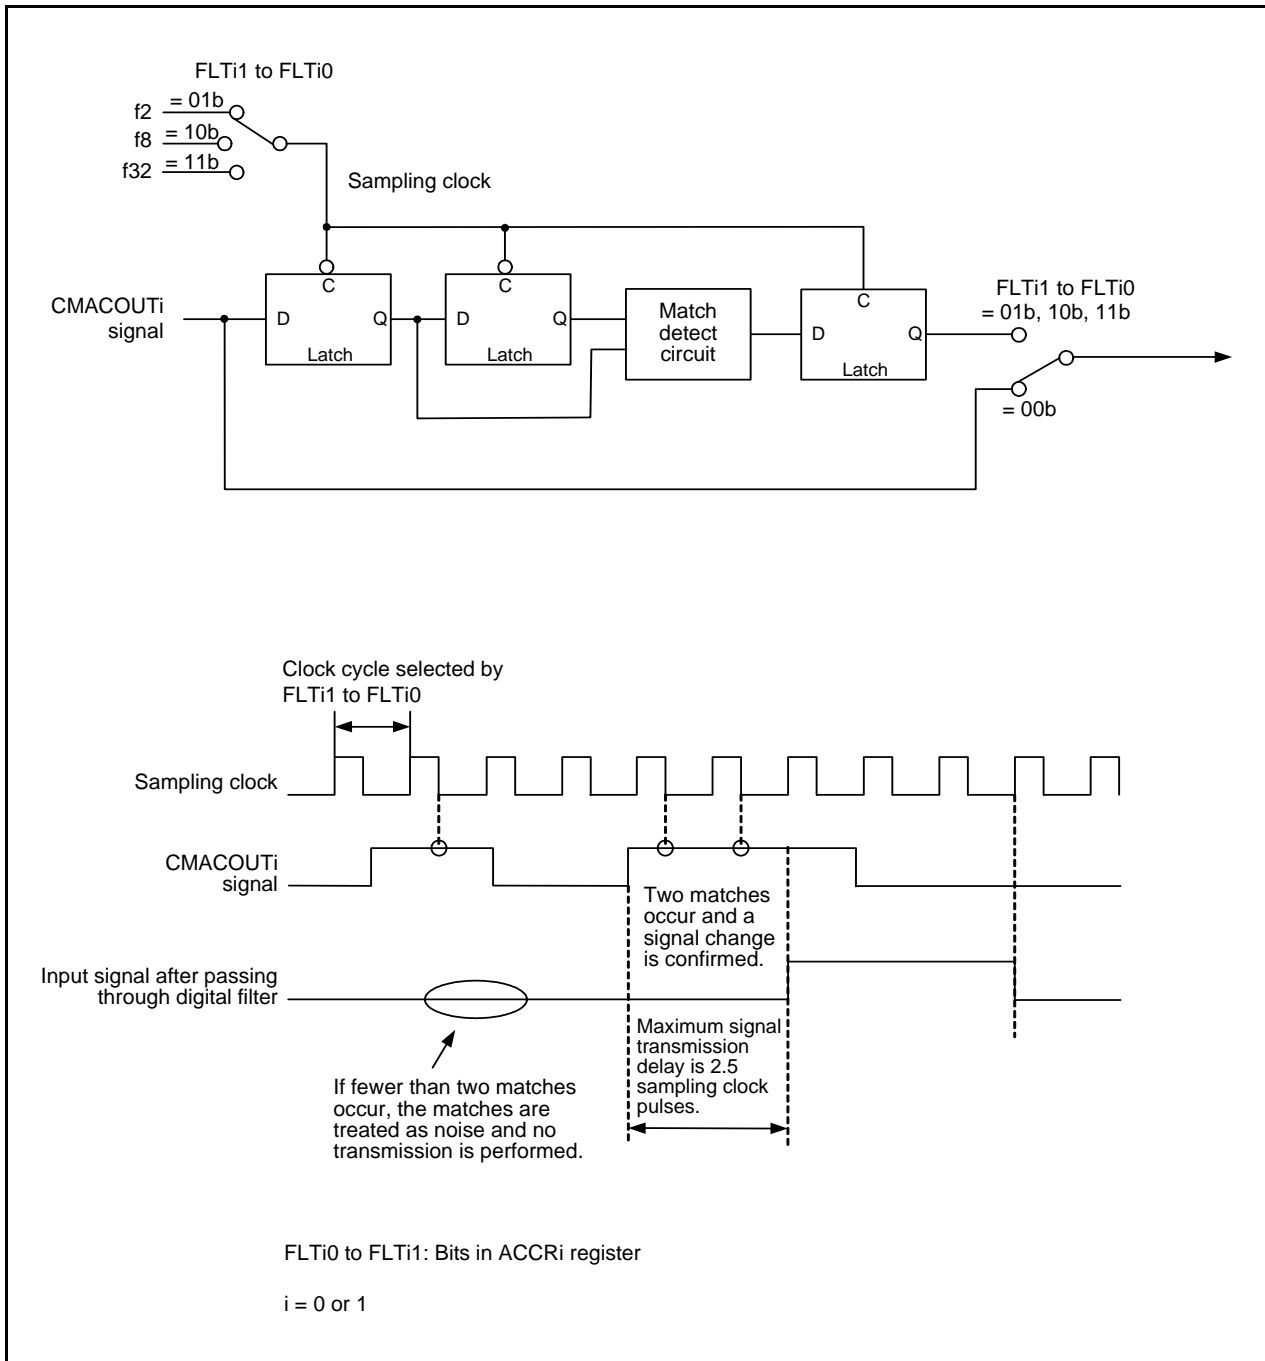 FLTi1 to FLTi0
f2 = 01b
f8 = 10b
f32 = 11b
Sampling clock
CMACOUTi
signal
D
C
Q
Latch
D
C
Q
Latch
Match
detect
circuit
D
C
Q
Latch
FLTi1 to FLTi0
= 01b, 10b, 11b
= 00b
Clock cycle selected by
FLTi1 to FLTi0
Sampling clock
CMACOUTi
signal
Two matches
occur and a
signal change
is confirmed.
Input signal after passing
through digital filter
If fewer than two matches
occur, the matches are
treated as noise and no
transmission is performed.
Maximum signal
transmission
delay is 2.5
sampling clock
pulses.
FLTi0 to FLTi1: Bits in ACCRi register
i = 0 or 1